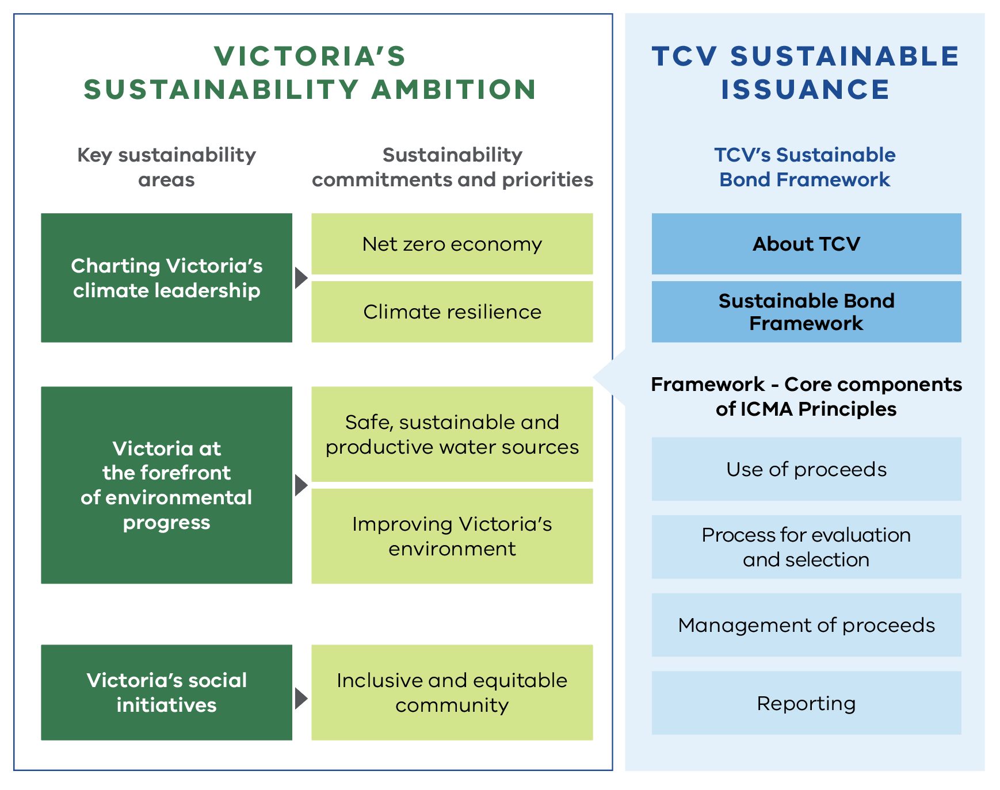 VICTORIA’S
SUSTAINABILITY AMBITION
Key sustainability
areas
Sustainability
commitments and priorities
Charting Victoria’s
climate leadership
Net zero economy
Climate resilience
Victoria at
the forefront
of environmental
progress
Safe, sustainable and
productive water sources
Improving Victoria’s
environment
Victoria’s social
initiatives
Inclusive and equitable
community
TCV SUSTAINABLE
ISSUANCE
TCV’s Sustainable
Bond Framework
About TCV
Sustainable Bond
Framework
Framework - Core components
of ICMA Principles
Use of proceeds
Process for evaluation
and selection
Management of proceeds
Reporting